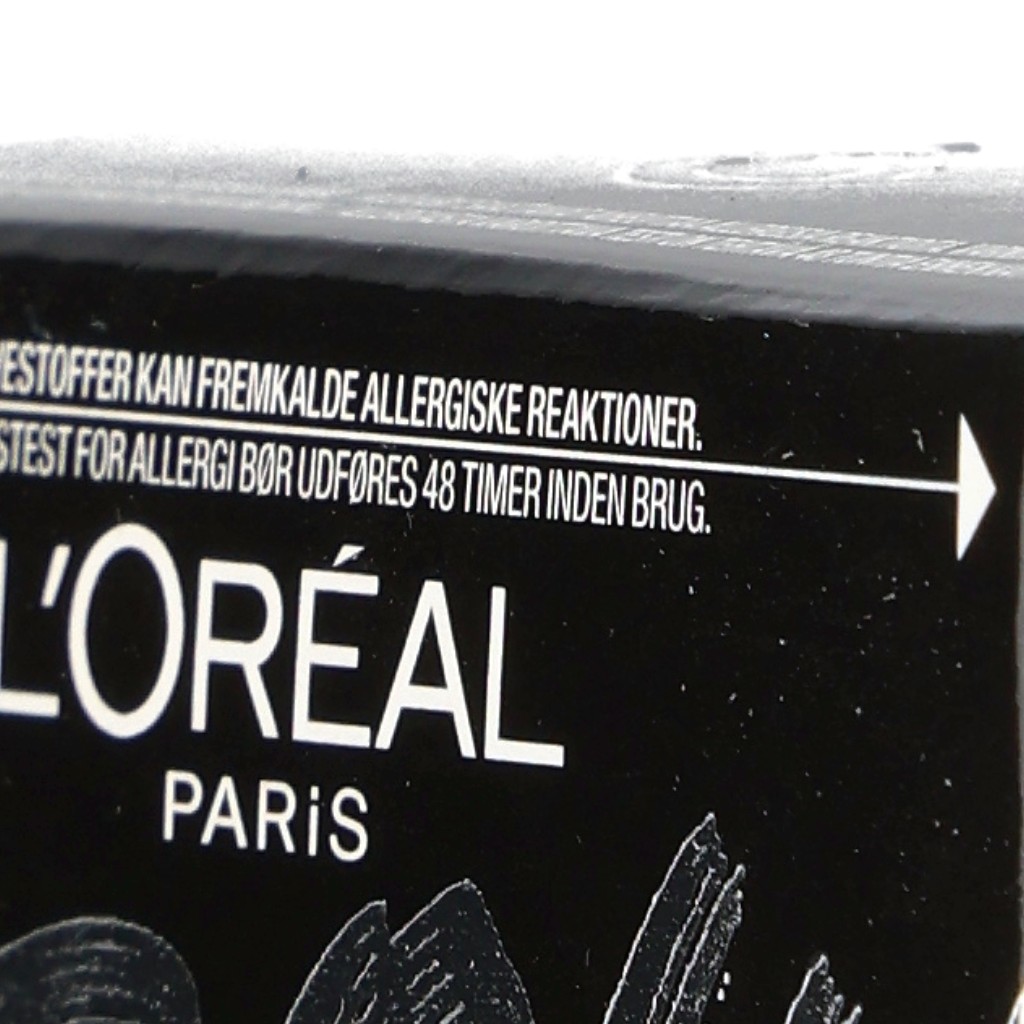 KAN FREMKALDE ALLERGISKE REAKTIONER.
FOR ALLERGI BØR UDFØRES 48 TIMER INDEN BRUG.
L'ORÉAL
PARiS